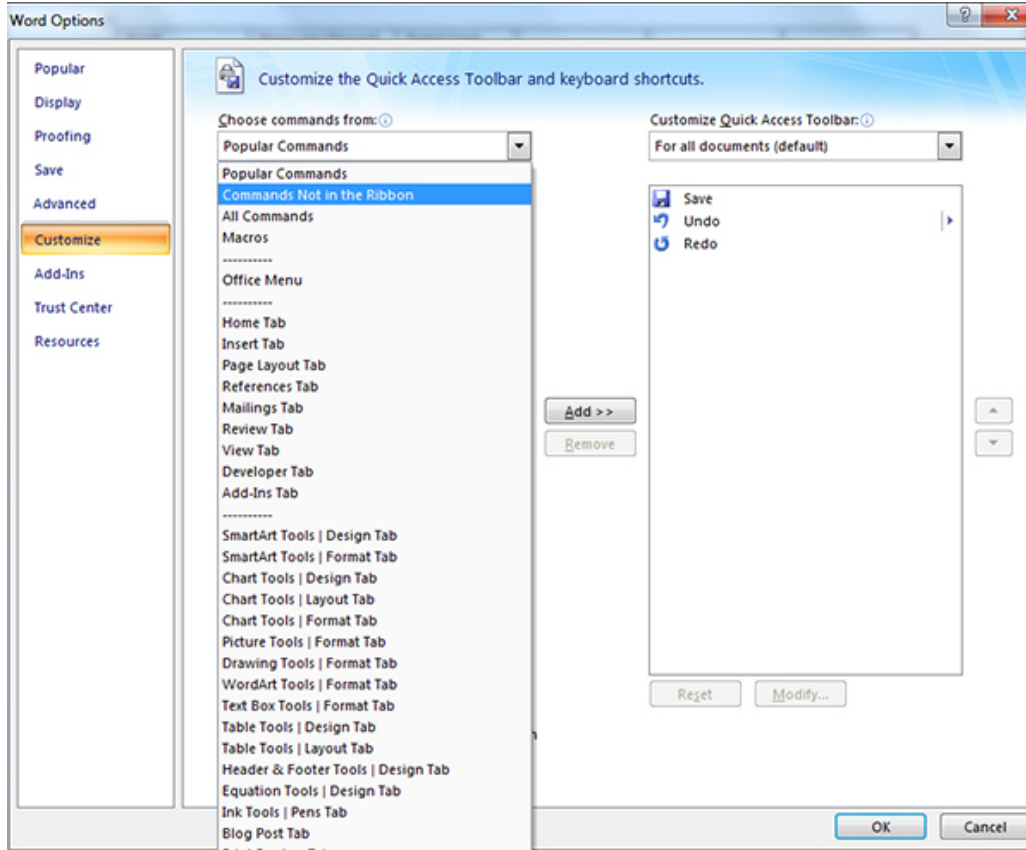 Word Options
Popular
Display
Proofing
Save
Advanced
Customize
Add-Ins
Trust Center
Resources
Customize the Quick Access Toolbar and keyboard shortcuts.
Choose commands from:
Popular Commands
Popular Commands
Commands Not in the Ribbon
All Commands
Macros
----------
Office Menu
----------
Home Tab
Insert Tab
Page Layout Tab
References Tab
Mailings Tab
Review Tab
View Tab
Developer Tab
Add-Ins Tab
----------
SmartArt Tools | Design Tab
SmartArt Tools | Format Tab
Chart Tools | Design Tab
Chart Tools | Layout Tab
Chart Tools | Format Tab
Picture Tools | Format Tab
Drawing Tools | Format Tab
WordArt Tools | Format Tab
Text Box Tools | Format Tab
Table Tools | Design Tab
Table Tools | Layout Tab
Header & Footer Tools | Design Tab
Equation Tools | Design Tab
Ink Tools | Pens Tab
Blog Post Tab
Add >>
Remove
Customize Quick Access Toolbar:
For all documents (default)
Save
Undo
Redo
Reset
Modify...
OK
Cancel